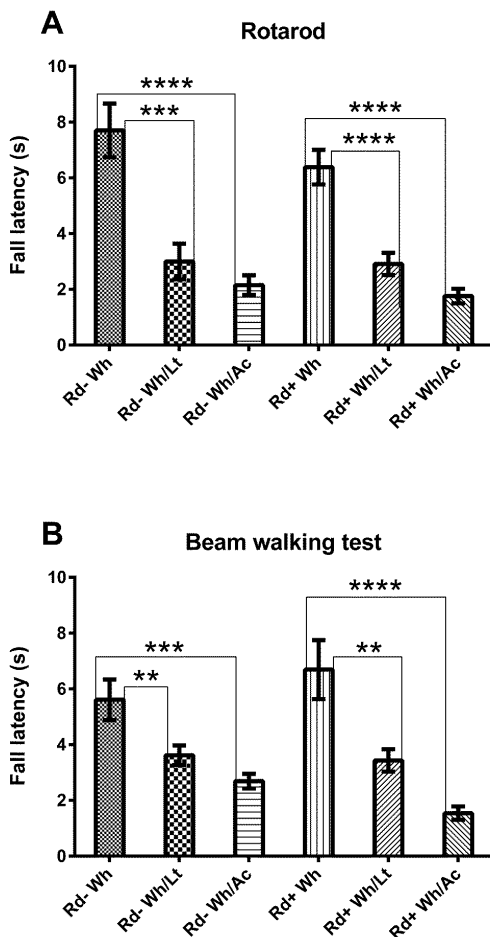 A
Rotarod
Fall latency (s)
10
8
6
4
2
0
****
***
****
****
Rd- Wh
Rd- Wh/Lt
Rd- Wh/Ac
Rd+ Wh
Rd+ Wh/Lt
Rd+ Wh/Ac
B
Beam walking test
Fall latency (s)
10
8
6
4
2
0
***
**
****
**
Rd- Wh
Rd- Wh/Lt
Rd- Wh/Ac
Rd+ Wh
Rd+ Wh/Lt
Rd+ Wh/Ac